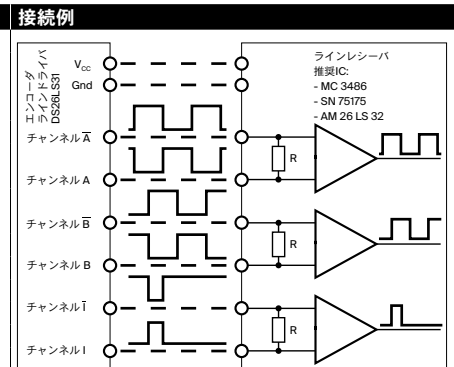 接続例
エンコーダ
ラインドライバ
DS26LS31
Vcc
Gnd
チャンネル A̅
チャンネル A
チャンネル B̅
チャンネル B
チャンネル I̅
チャンネル I
ラインレシーバ
推奨IC:
- MC 3486
- SN 75175
- AM 26 LS 32
R
R
R